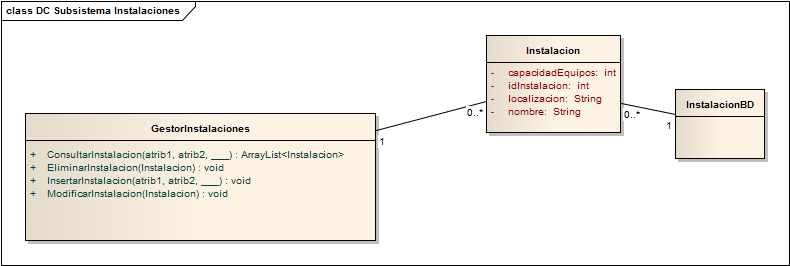 class DC Subsistema Instalaciones
Instalacion
- capacidadEquipos: int
- idInstalacion: int
- localizacion: String
- nombre: String
InstalacionBD
GestorInstalaciones
+ ConsultarInstalacion(atrib1, atrib2, ___) : ArrayList<Instalacion>
+ EliminarInstalacion(Instalacion) : void
+ InsertarInstalacion(atrib1, atrib2, ___) : void
+ ModificarInstalacion(Instalacion) : void
1
0..*
0..*
1